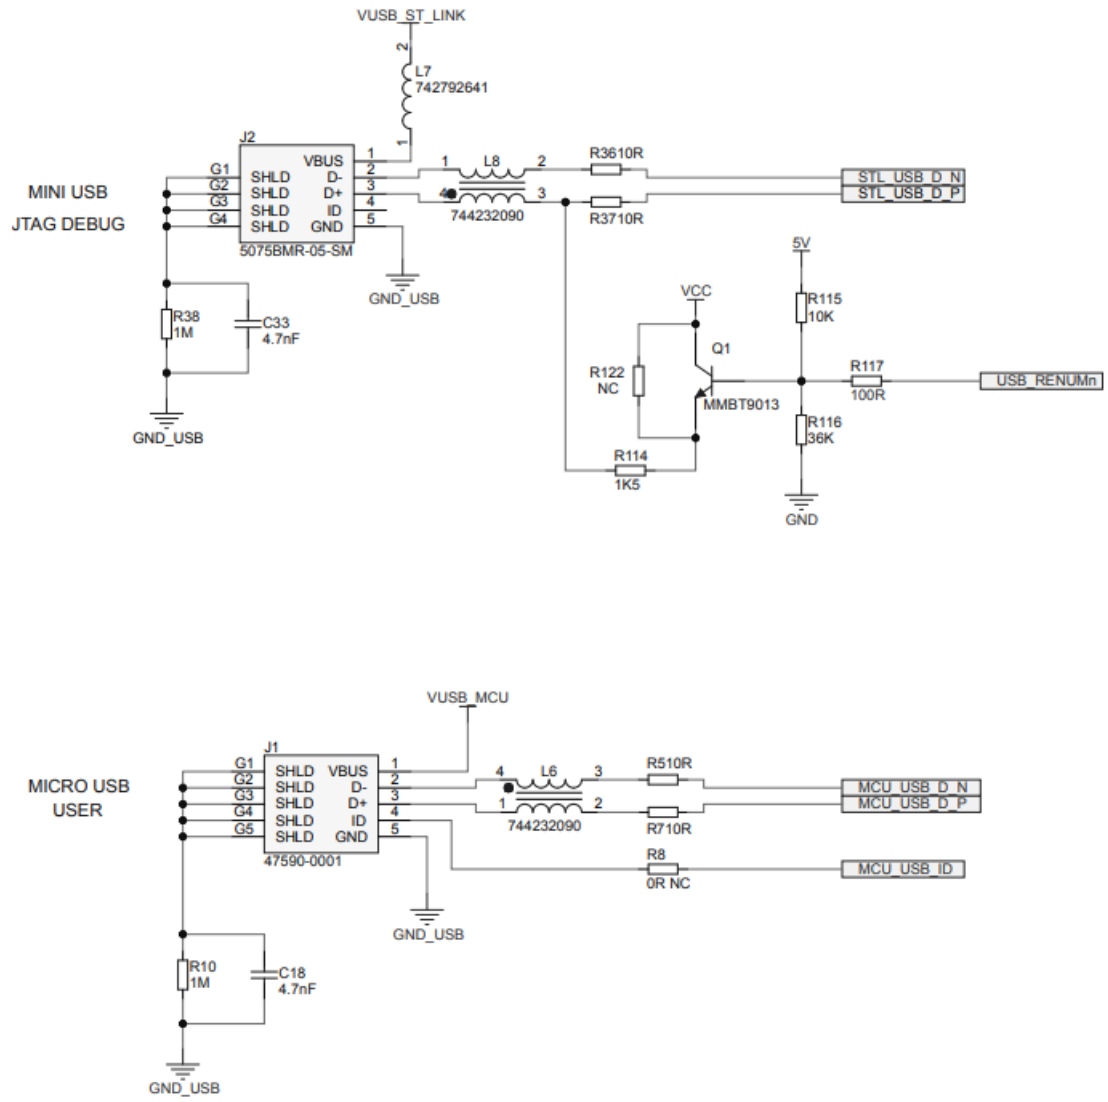 VUSB_ST_LINK
2
L7
742792641
1
J2
MINI USB
JTAG DEBUG
G1 SHLD VBUS 1
G2 SHLD D- 2
G3 SHLD D+ 3
G4 SHLD ID 4
GND 5
5075BMR-05-SM
1 L8 2
4 3
744232090
R3610R
R3710R
STL_USB_D_N
STL_USB_D_P
GND_USB
R38
1M
C33
4.7nF
GND_USB
5V
R115
10K
VCC
Q1
MMBT9013
R122
NC
R117
100R
USB_RENUMn
R116
36K
R114
1K5
GND
VUSB_MCU
J1
MICRO USB
USER
G1 SHLD VBUS 1
G2 SHLD D- 2
G3 SHLD D+ 3
G4 SHLD ID 4
G5 SHLD GND 5
47590-0001
4 L6 3
1 2
744232090
R510R
R710R
MCU_USB_D_N
MCU_USB_D_P
R8
0R NC
MCU_USB_ID
GND_USB
R10
1M
C18
4.7nF
GND_USB